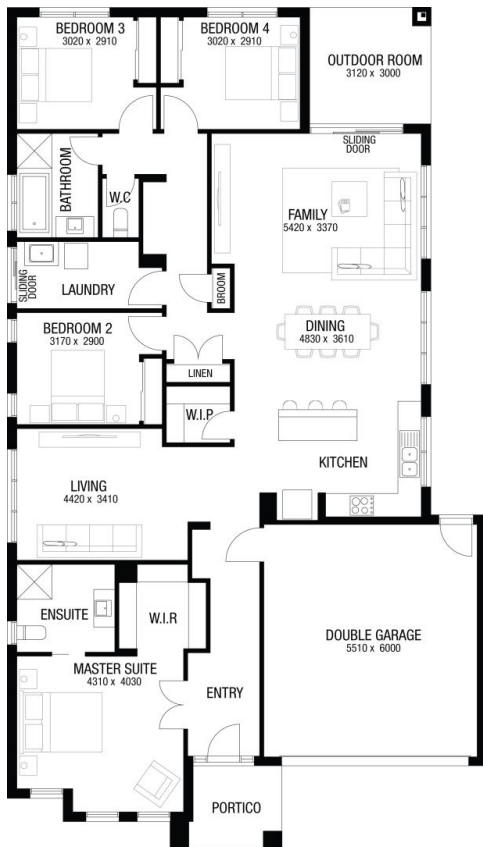 BEDROOM 3
3020 x 2910
BEDROOM 4
3020 x 2910
OUTDOOR ROOM
3120 x 3000
SLIDING
DOOR
BATHROOM
W.C
FAMILY
5420 x 3370
SLIDING
DOOR
LAUNDRY
BROOM
BEDROOM 2
3170 x 2900
DINING
4830 x 3610
LINEN
W.I.P
KITCHEN
LIVING
4420 x 3410
ENSUITE
W.I.R
DOUBLE GARAGE
5510 x 6000
MASTER SUITE
4310 x 4030
ENTRY
PORTICO